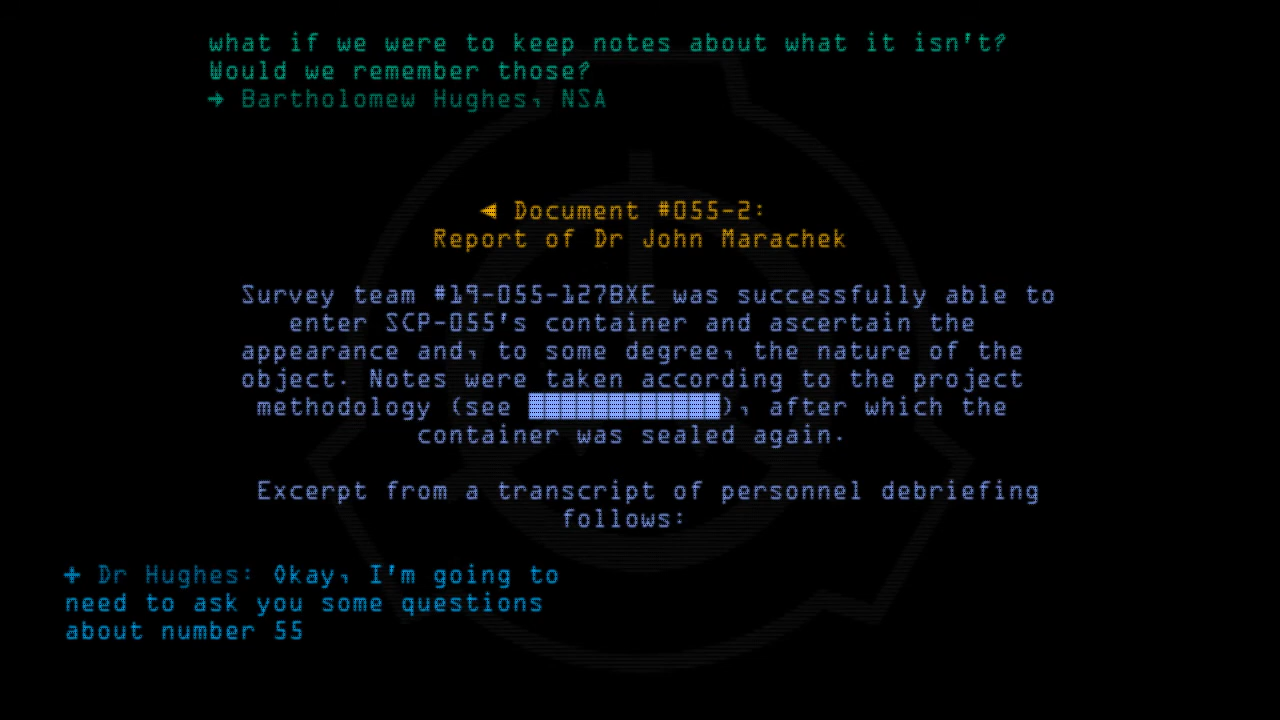 what if we were to keep notes about what it isn't?
Would we remember those?
→ Bartholomew Hughes, NSA
◄ Document #055-2:
Report of Dr John Marachek
Survey team #19-055-127BXE was successfully able to
enter SCP-055's container and ascertain the
appearance and, to some degree, the nature of the
object. Notes were taken according to the project
methodology (see ████████████), after which the
container was sealed again.
Excerpt from a transcript of personnel debriefing
follows:
+ Dr Hughes: Okay, I'm going to
need to ask you some questions
about number 55